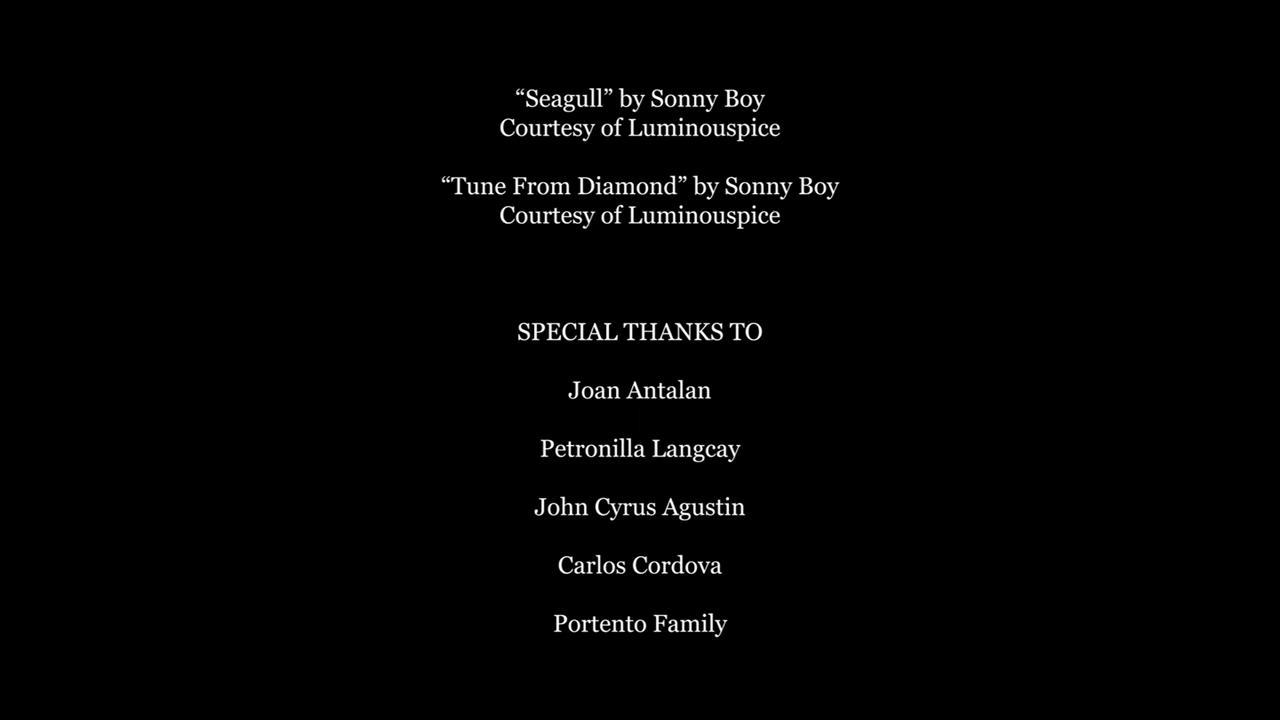 “Seagull” by Sonny Boy
Courtesy of Luminouspice
“Tune From Diamond” by Sonny Boy
Courtesy of Luminouspice
SPECIAL THANKS TO
Joan Antalan
Petronilla Langcay
John Cyrus Agustin
Carlos Cordova
Portento Family